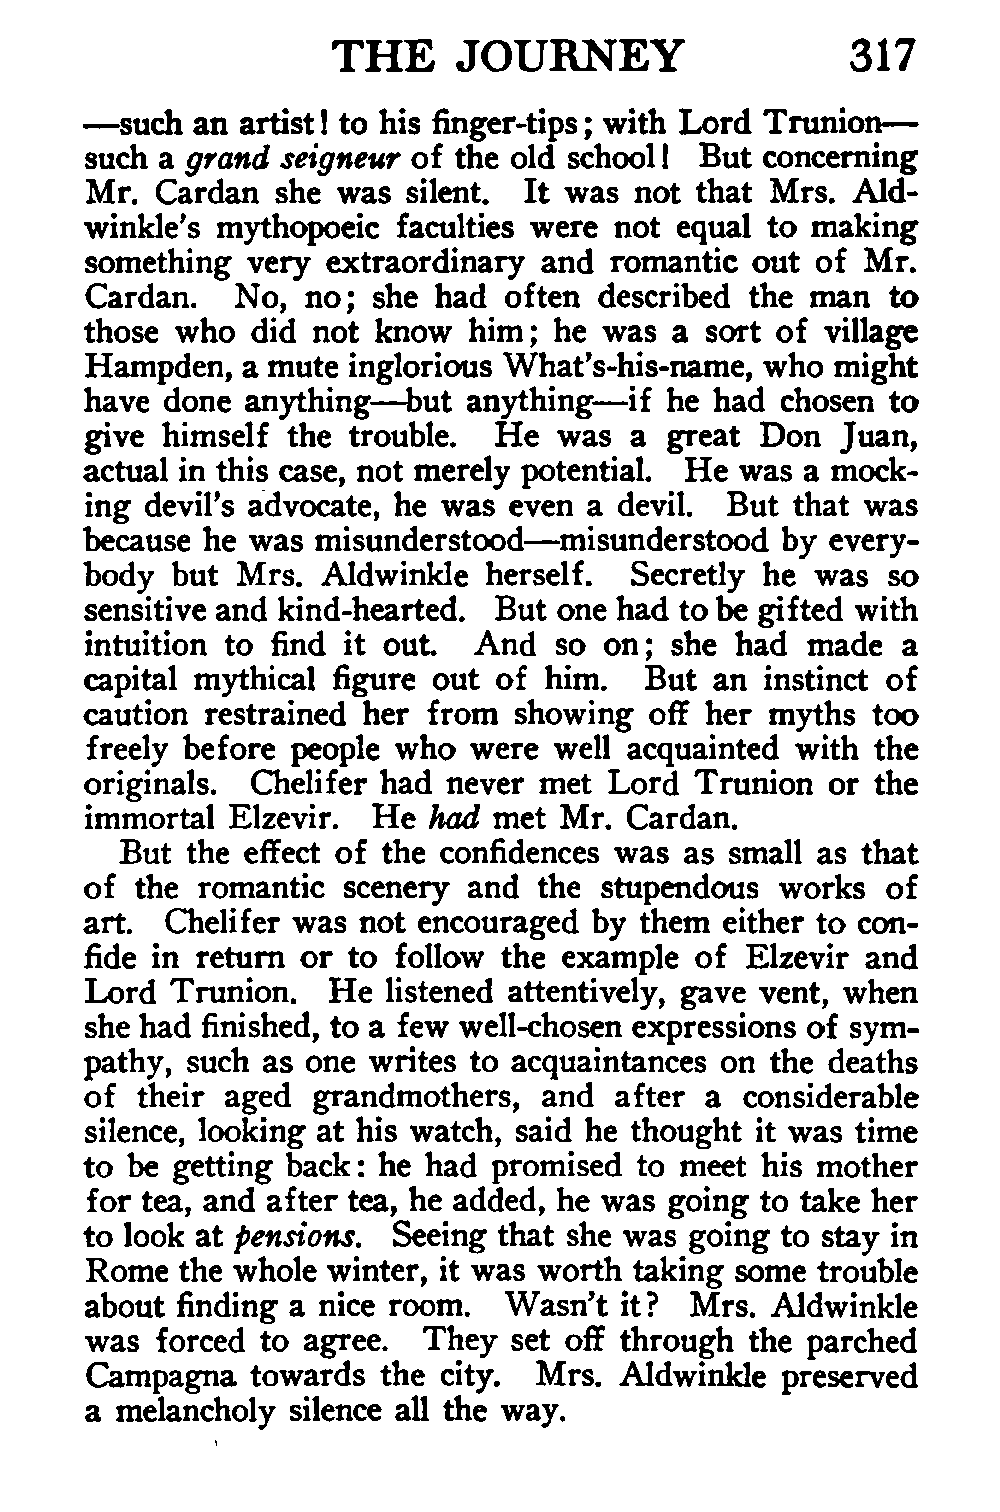 THE JOURNEY 317
—such an artist! to his finger-tips; with Lord Trunion—
such a grand seigneur of the old school! But concerning
Mr. Cardan she was silent. It was not that Mrs. Ald-
winkle's mythopoeic faculties were not equal to making
something very extraordinary and romantic out of Mr.
Cardan. No, no; she had often described the man to
those who did not know him; he was a sort of village
Hampden, a mute inglorious What's-his-name, who might
have done anything—but anything—if he had chosen to
give himself the trouble. He was a great Don Juan,
actual in this case, not merely potential. He was a mock-
ing devil's advocate, he was even a devil. But that was
because he was misunderstood—misunderstood by every-
body but Mrs. Aldwinkle herself. Secretly he was so
sensitive and kind-hearted. But one had to be gifted with
intuition to find it out. And so on; she had made a
capital mythical figure out of him. But an instinct of
caution restrained her from showing off her myths too
freely before people who were well acquainted with the
originals. Chelifer had never met Lord Trunion or the
immortal Elzevir. He had met Mr. Cardan.
But the effect of the confidences was as small as that
of the romantic scenery and the stupendous works of
art. Chelifer was not encouraged by them either to con-
fide in return or to follow the example of Elzevir and
Lord Trunion. He listened attentively, gave vent, when
she had finished, to a few well-chosen expressions of sym-
pathy, such as one writes to acquaintances on the deaths
of their aged grandmothers, and after a considerable
silence, looking at his watch, said he thought it was time
to be getting back: he had promised to meet his mother
for tea, and after tea, he added, he was going to take her
to look at pensions. Seeing that she was going to stay in
Rome the whole winter, it was worth taking some trouble
about finding a nice room. Wasn't it? Mrs. Aldwinkle
was forced to agree. They set off through the parched
Campagna towards the city. Mrs. Aldwinkle preserved
a melancholy silence all the way.